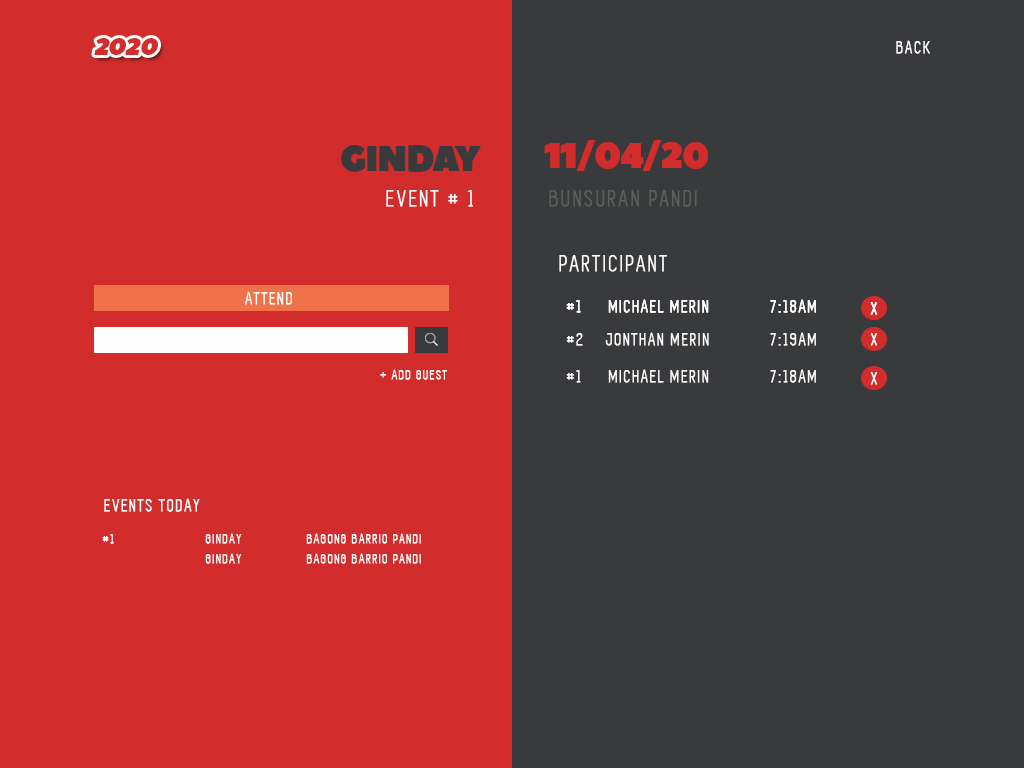 2020
BACK
GINDAY
EVENT # 1
11/04/20
BUNSURAN PANDI
ATTEND
+ ADD GUEST
EVENTS TODAY
#1 GINDAY BAGONG BARRIO PANDI
GINDAY BAGONG BARRIO PANDI
PARTICIPANT
#1 MICHAEL MERIN 7:18AM X
#2 JONTHAN MERIN 7:19AM X
#1 MICHAEL MERIN 7:18AM X